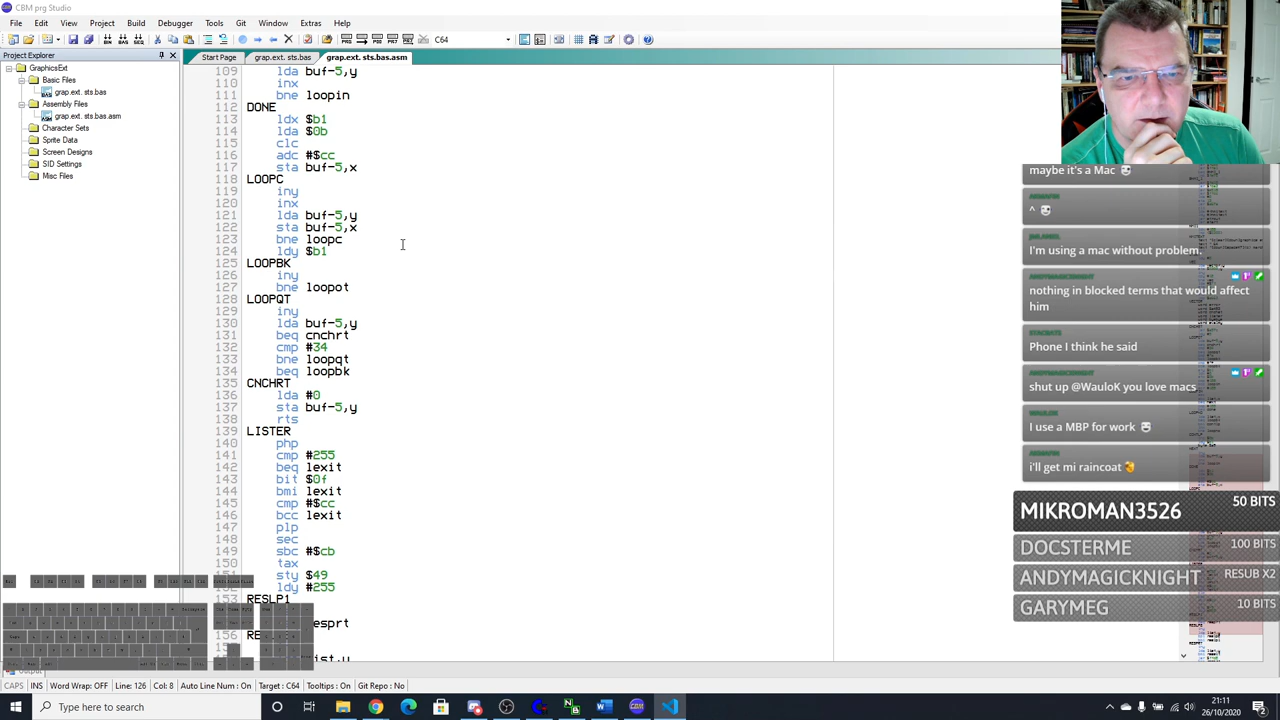 CBM prg Studio
File Edit View Project Build Debugger Tools Git Window Extras Help
C64
Project Explorer
Start Page grap.ext. sts.bas grap.ext. sts.bas.asm
GraphicsExt
Basic Files
grap.ext. sts.bas
Assembly Files
grap.ext. sts.bas.asm
Character Sets
Sprite Data
Screen Designs
SID Settings
Misc Files
109 lda buf-5,y
110 inx
111 bne loopin
112 DONE
113 ldx $b1
114 lda $0b
115 clc
116 adc #$cc
117 sta buf-5,x
118 LOOPC
119 iny
120 inx
121 lda buf-5,y
122 sta buf-5,x
123 bne loopc
124 ldy $b1
125 LOOPBK
126 iny
127 bne loopot
128 LOOPQT
129 iny
130 lda buf-5,y
131 beq cnchrt
132 cmp #34
133 bne loopqt
134 beq loopbk
135 CNCHRT
136 lda #0
137 sta buf-5,y
138 rts
139 LISTER
140 php
141 cmp #255
142 beq lexit
143 bit $0f
144 bmi lexit
145 cmp #$cc
146 bcc lexit
147 plp
148 sec
149 sbc #$cb
150 tax
sty $49
ldy #255
153 RESLP1
156
maybe it's a Mac
^
I'm using a mac without problem.
ANDYMAGICKNIGHT
nothing in blocked terms that would affect
him
Phone I think he said
ANDYMAGICKNIGHT
shut up @WauloK you love macs
WAULOK
I use a MBP for work
i'll get mi raincoat
MIKROMAN3526 50 BITS
DOCSTERME 100 BITS
ANDYMAGICKNIGHT RESUB X2
GARYMEG 10 BITS
CAPS INS Word Wrap: OFF Line: 126 Col: 8 Auto Line Num : On Target : C64 Tooltips : On Git Repo : No
Type here to search
21:11
26/10/2020
2